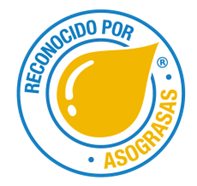 RECONOCIDO POR
®
• ASOGRASAS •